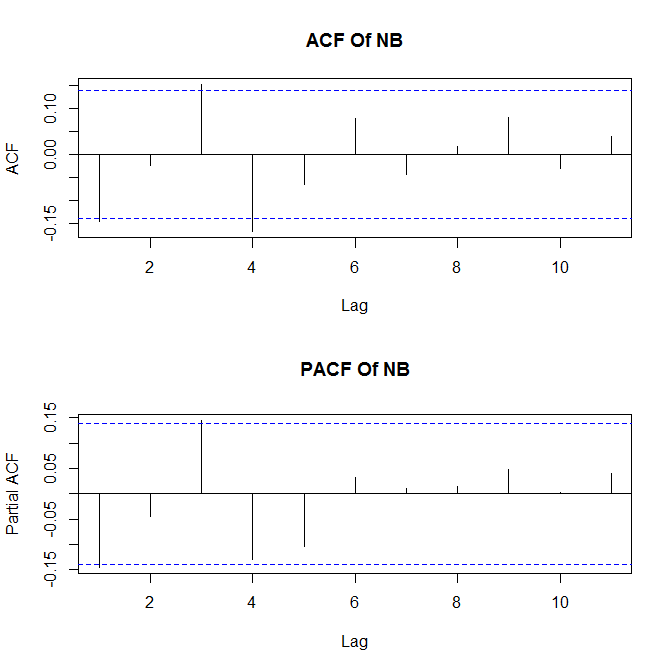 ACF Of NB
ACF
-0.15 0.00 0.10
2 4 6 8 10
Lag
PACF Of NB
Partial ACF
-0.15 -0.05 0.05 0.15
2 4 6 8 10
Lag